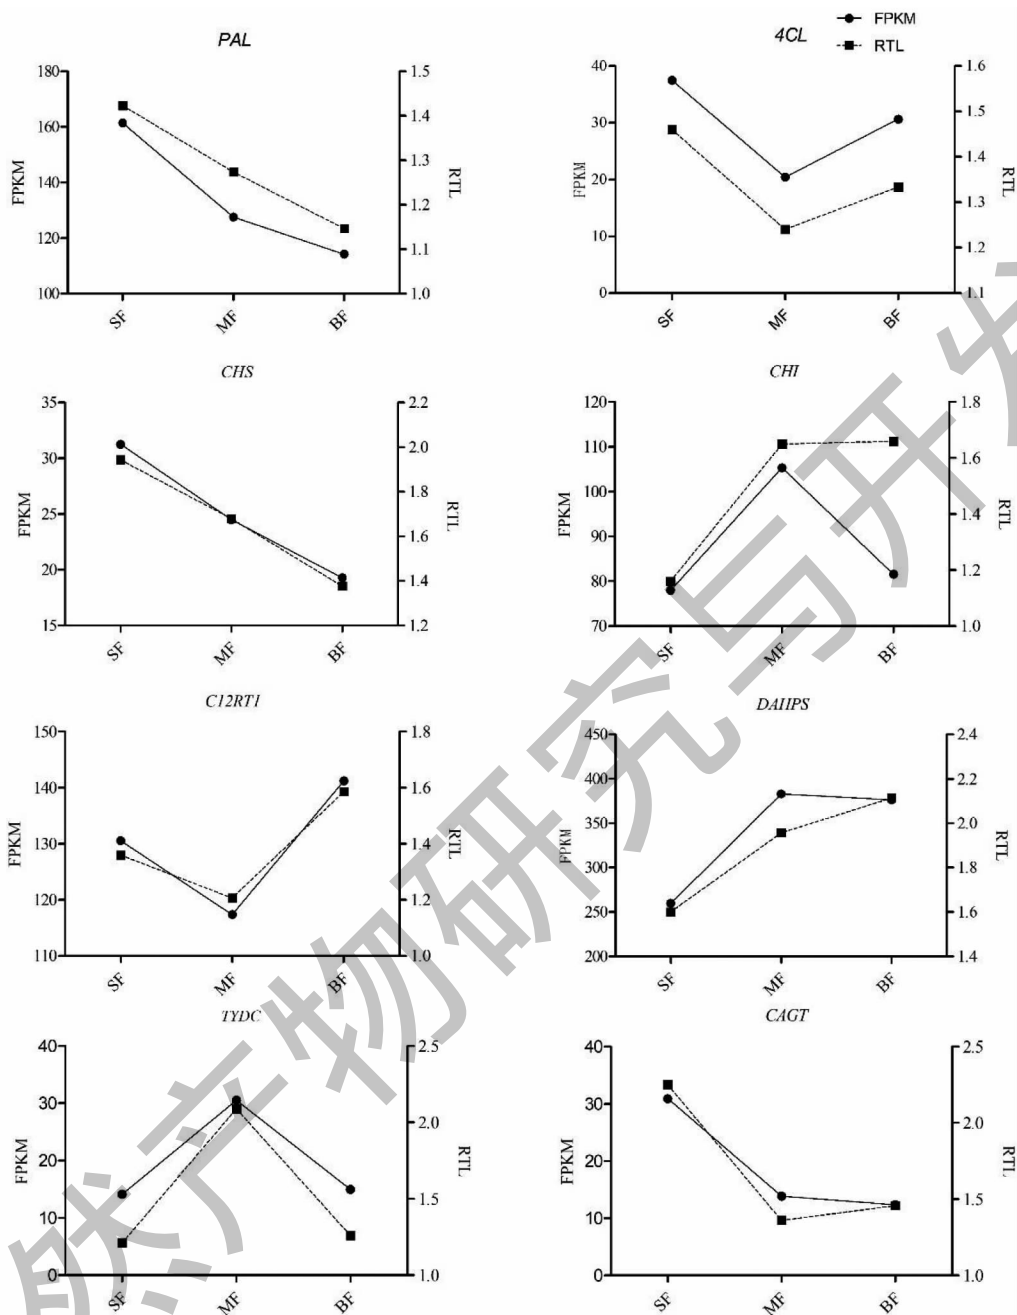 PAL
180
160
140
120
100
FPKM
1.5
1.4
1.3
1.2
1.1
1.0
RTL
SF
MF
BF
4CL
FPKM
RTL
40
30
20
10
0
FPKM
1.6
1.5
1.4
1.3
1.2
1.1
RTL
SF
MF
BF
CHS
35
30
25
20
15
FPKM
2.2
2.0
1.8
1.6
1.4
1.2
RTL
SF
MF
BF
CHI
120
110
100
90
80
70
FPKM
1.8
1.6
1.4
1.2
1.0
RTL
SF
MF
BF
C12RT1
150
140
130
120
110
FPKM
1.8
1.6
1.4
1.2
1.0
RTL
SF
MF
BF
DAHPS
450
400
350
300
250
200
FPKM
2.4
2.2
2.0
1.8
1.6
1.4
RTL
SF
MF
BF
TYDC
40
30
20
10
0
FPKM
2.5
2.0
1.5
1.0
RTL
SF
MF
BF
CAGT
40
30
20
10
0
FPKM
2.5
2.0
1.5
1.0
RTL
SF
MF
BF
然产物研究与开发